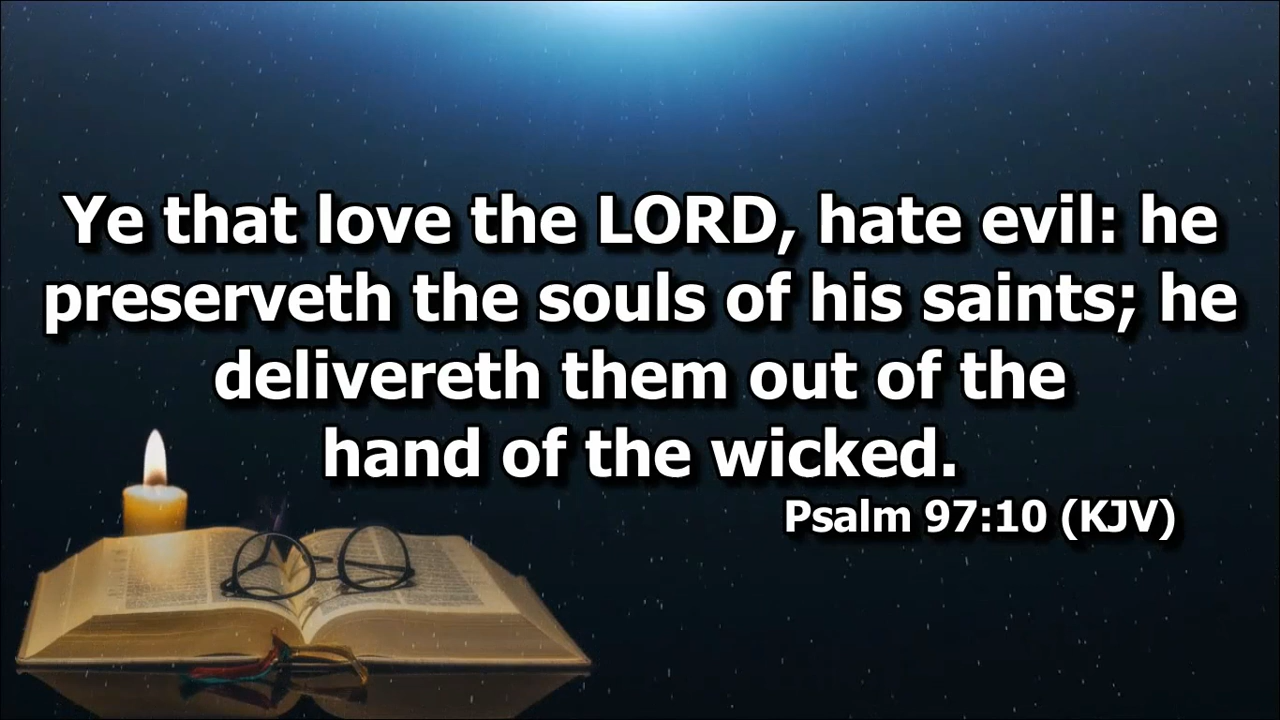 Ye that love the LORD, hate evil: he
preserveth the souls of his saints; he
delivereth them out of the
hand of the wicked.
Psalm 97:10 (KJV)